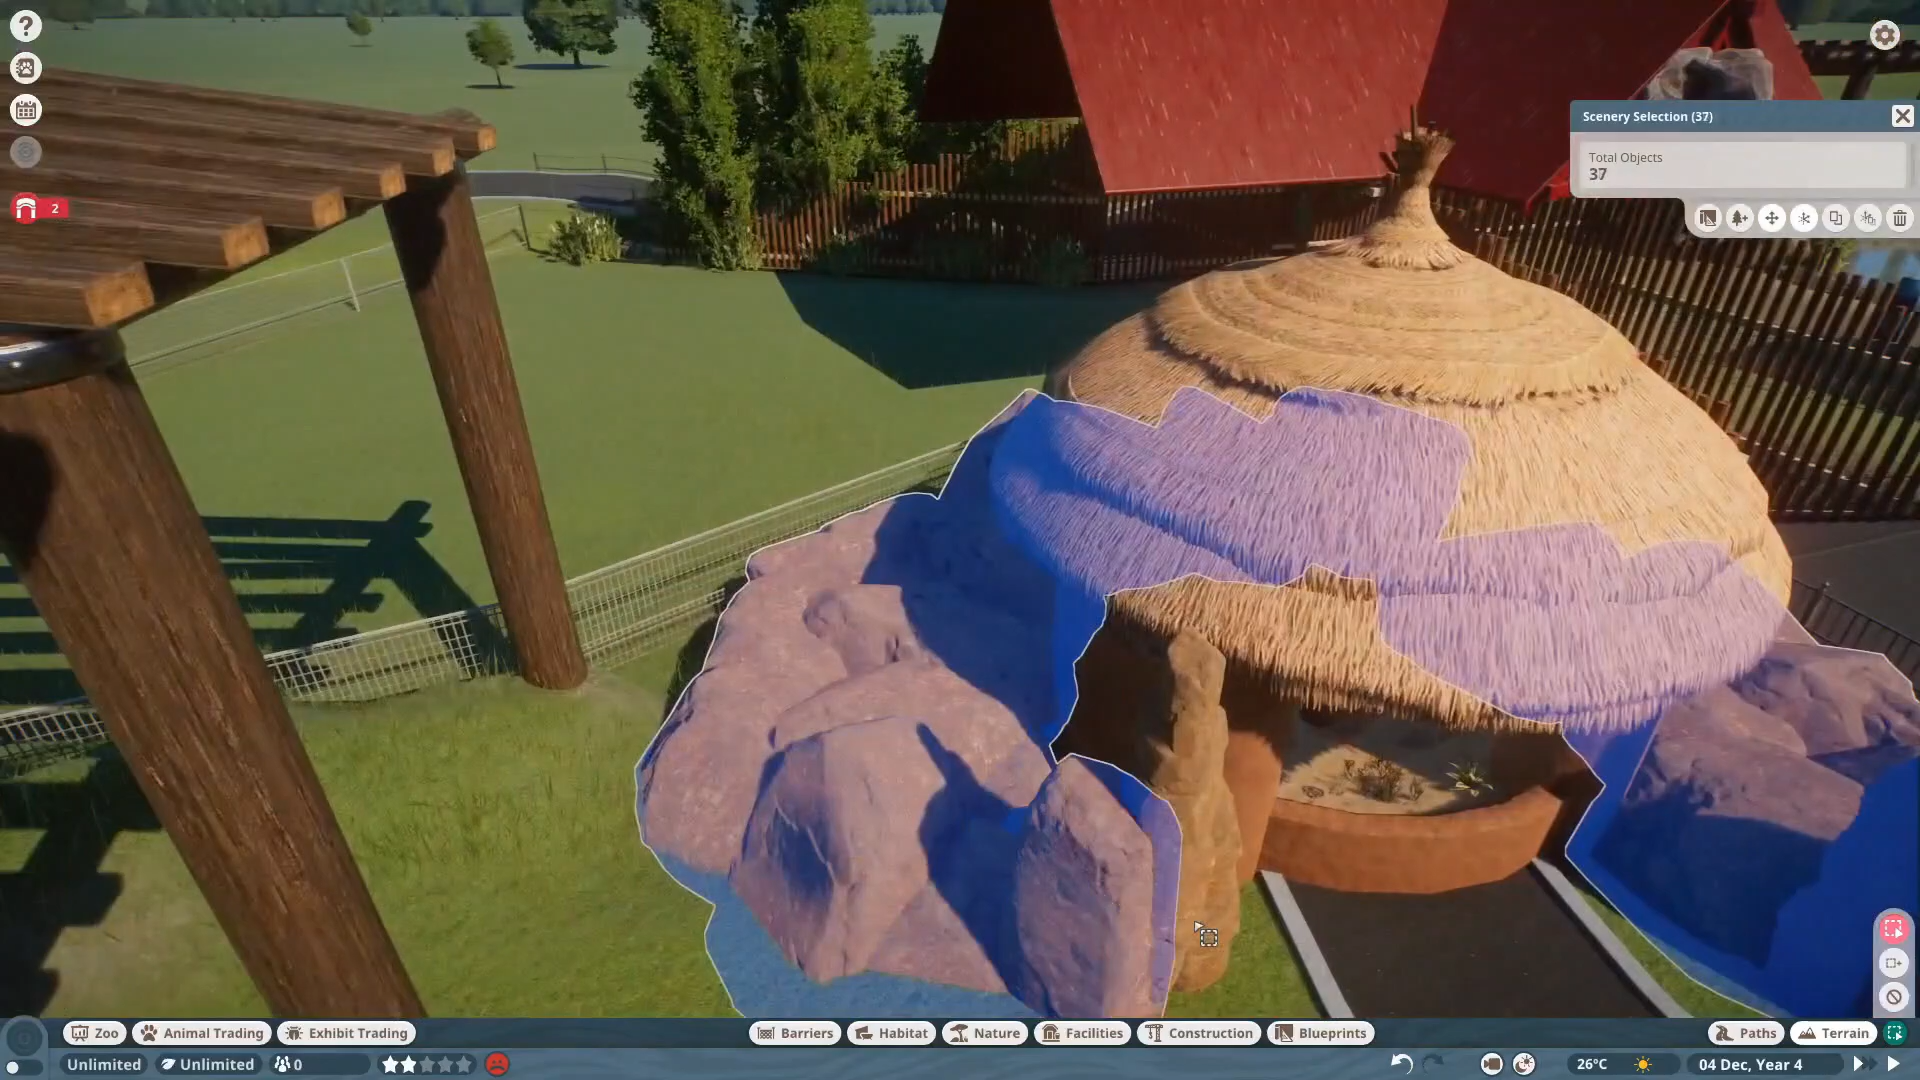 ?
Scenery Selection (37)
Total Objects
37
2
Zoo
Animal Trading
Exhibit Trading
Barriers
Habitat
Nature
Facilities
Construction
Blueprints
Paths
Terrain
Unlimited
Unlimited
0
26°C
04 Dec, Year 4